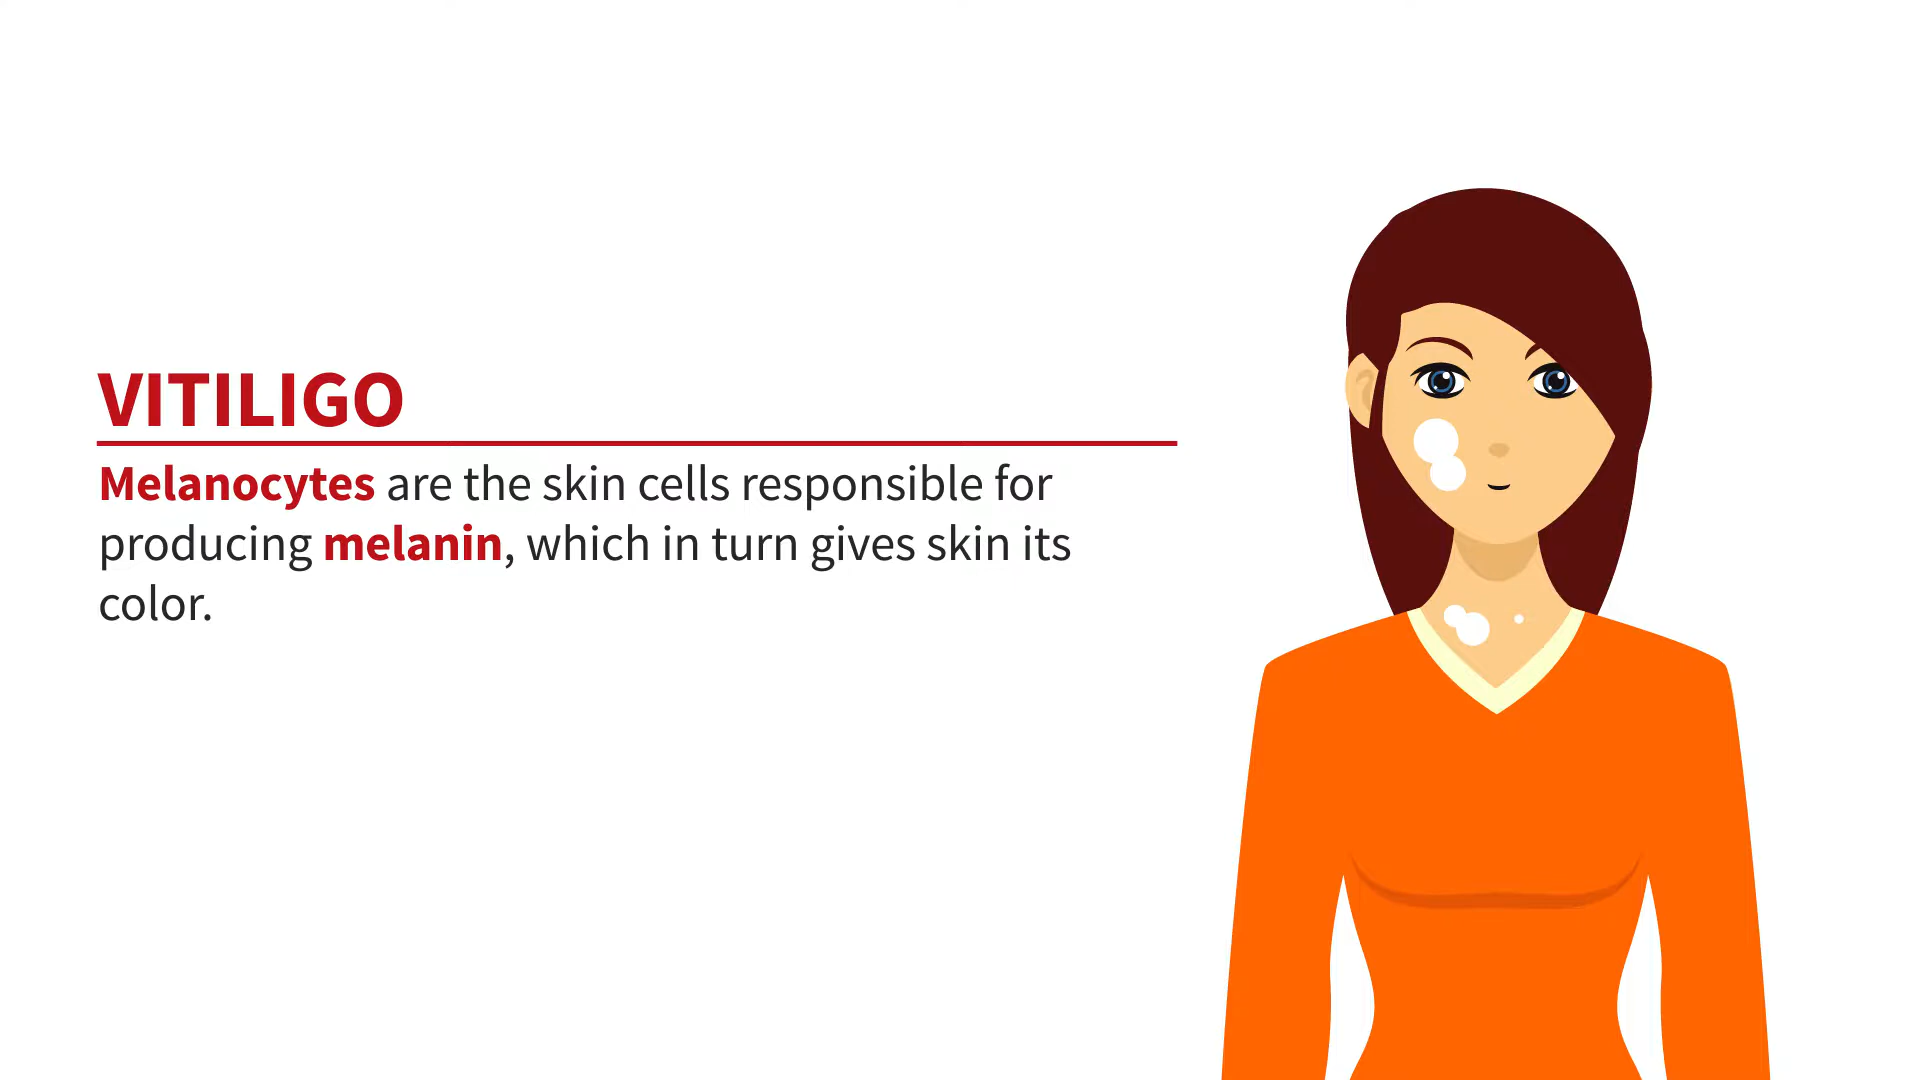 VITILIGO
Melanocytes are the skin cells responsible for
producing melanin, which in turn gives skin its
color.